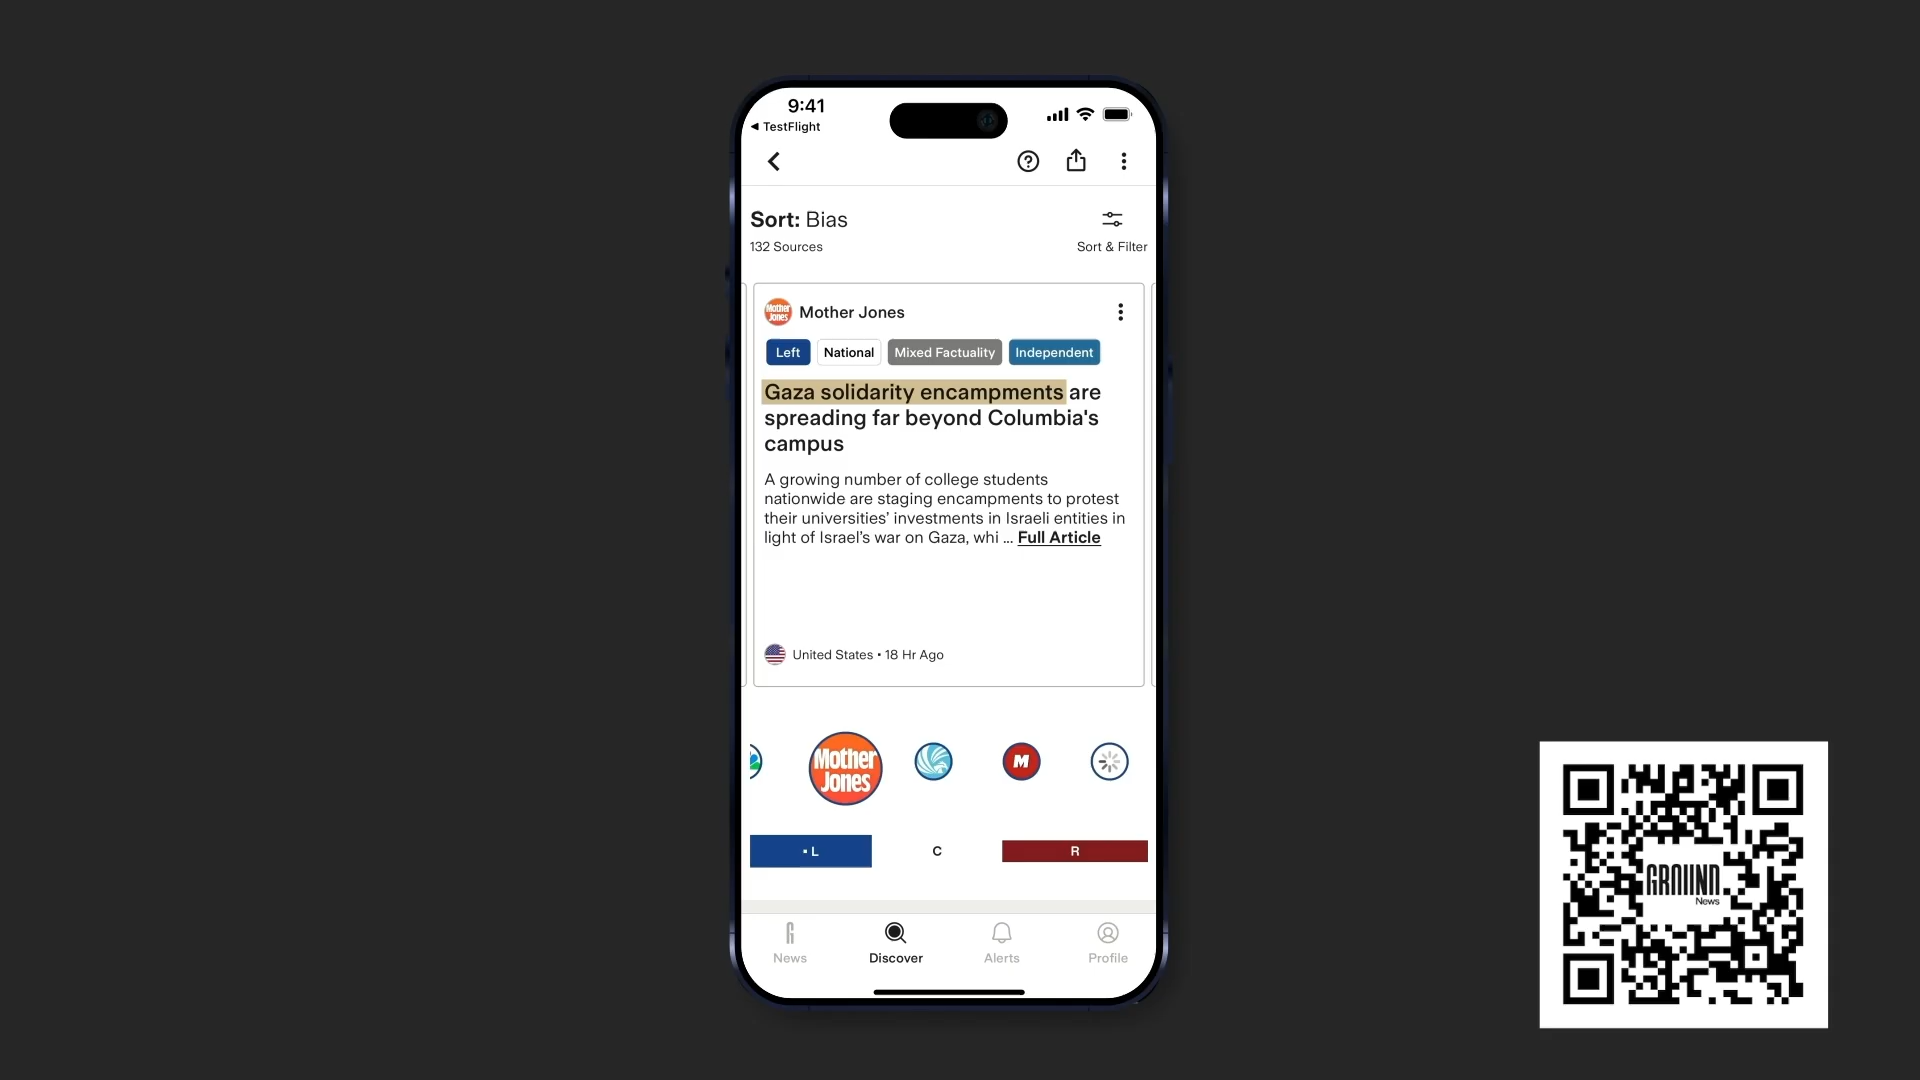 9:41
◀ TestFlight
Sort: Bias
132 Sources
Sort & Filter
Mother Jones
Mother Jones
Left National Mixed Factuality Independent
Gaza solidarity encampments are
spreading far beyond Columbia's
campus
A growing number of college students
nationwide are staging encampments to protest
their universities’ investments in Israeli entities in
light of Israel’s war on Gaza, whi ... Full Article
United States • 18 Hr Ago
Mother
Jones
M
▪ L
C
R
GROUND
News
News
Discover
Alerts
Profile